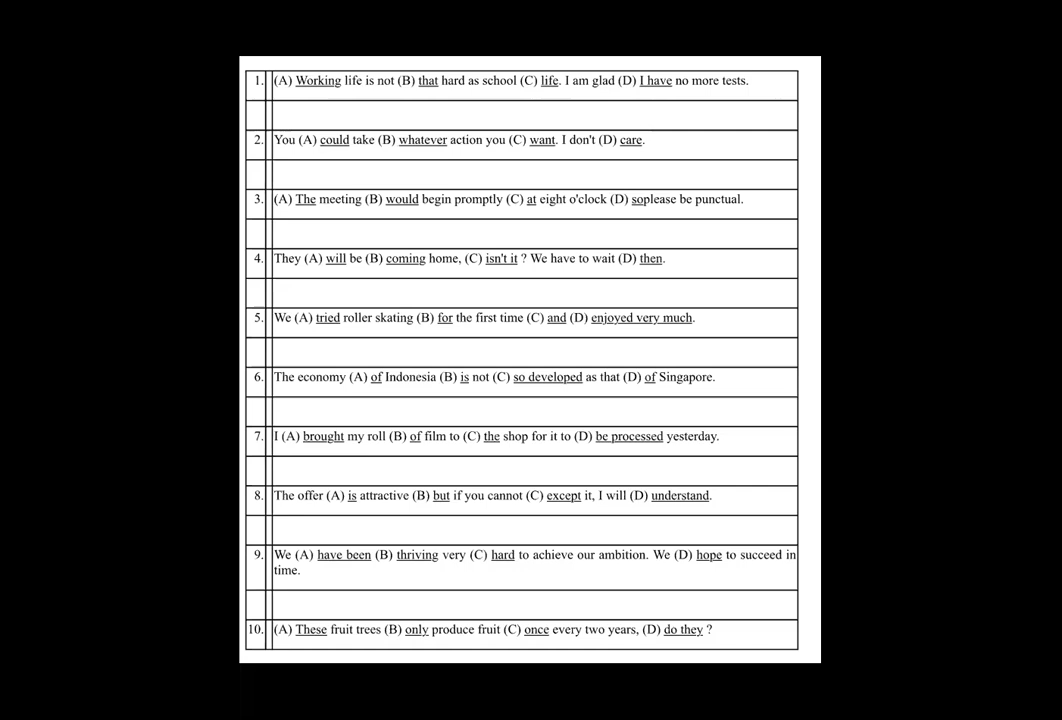 1. (A) Working life is not (B) that hard as school (C) life. I am glad (D) I have no more tests.
2. You (A) could take (B) whatever action you (C) want. I don't (D) care.
3. (A) The meeting (B) would begin promptly (C) at eight o'clock (D) soplease be punctual.
4. They (A) will be (B) coming home, (C) isn't it ? We have to wait (D) then.
5. We (A) tried roller skating (B) for the first time (C) and (D) enjoyed very much.
6. The economy (A) of Indonesia (B) is not (C) so developed as that (D) of Singapore.
7. I (A) brought my roll (B) of film to (C) the shop for it to (D) be processed yesterday.
8. The offer (A) is attractive (B) but if you cannot (C) except it, I will (D) understand.
9. We (A) have been (B) thriving very (C) hard to achieve our ambition. We (D) hope to succeed in
time.
10. (A) These fruit trees (B) only produce fruit (C) once every two years, (D) do they ?